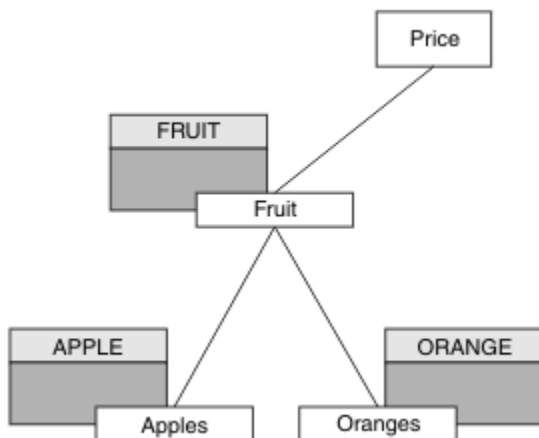 Price
FRUIT
Fruit
APPLE
ORANGE
Apples
Oranges